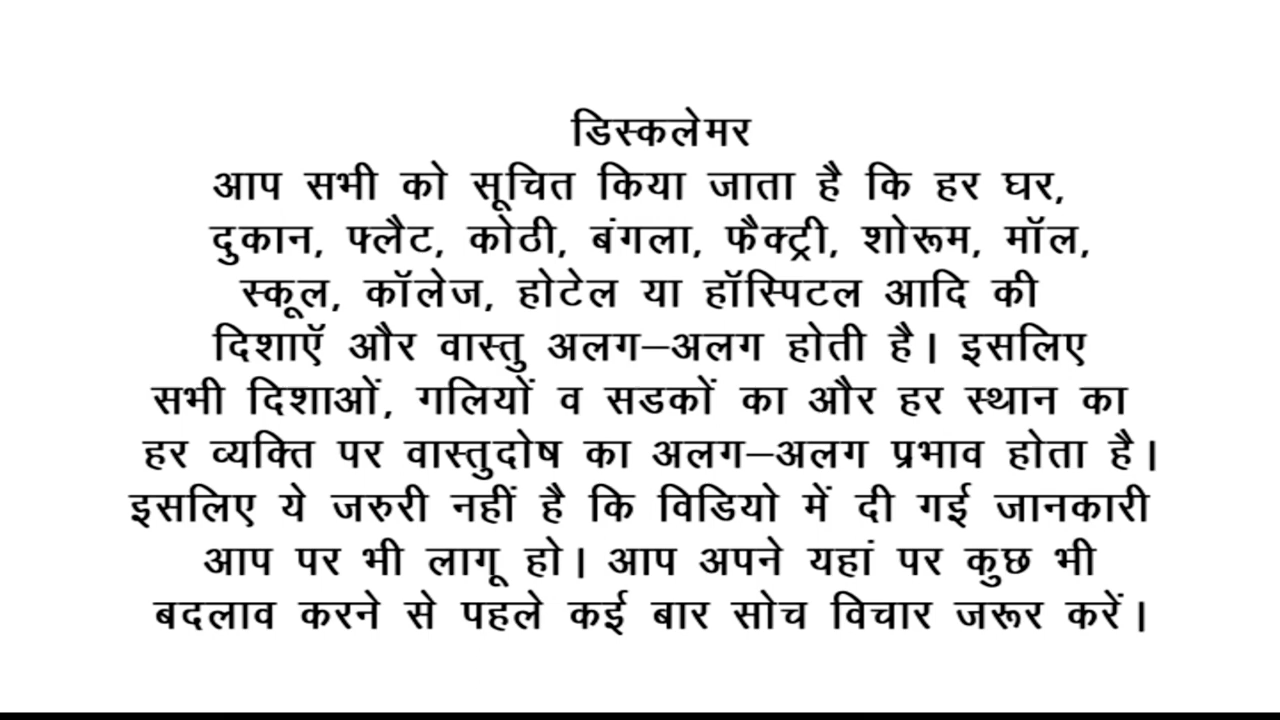 डिस्कलेमर
आप सभी को सूचित किया जाता है कि हर घर,
दुकान, फ्लैट, कोठी, बंगला, फैक्ट्री, शोरूम, मॉल,
स्कूल, कॉलेज, होटेल या हॉस्पिटल आदि की
दिशाऍ और वास्तु अलग–अलग होती है। इसलिए
सभी दिशाओं, गलियों व सडकों का और हर स्थान का
हर व्यक्ति पर वास्तुदोष का अलग–अलग प्रभाव होता है।
इसलिए ये जरुरी नहीं है कि विडियो में दी गई जानकारी
आप पर भी लागू हो। आप अपने यहां पर कुछ भी
बदलाव करने से पहले कई बार सोच विचार जरूर करें।